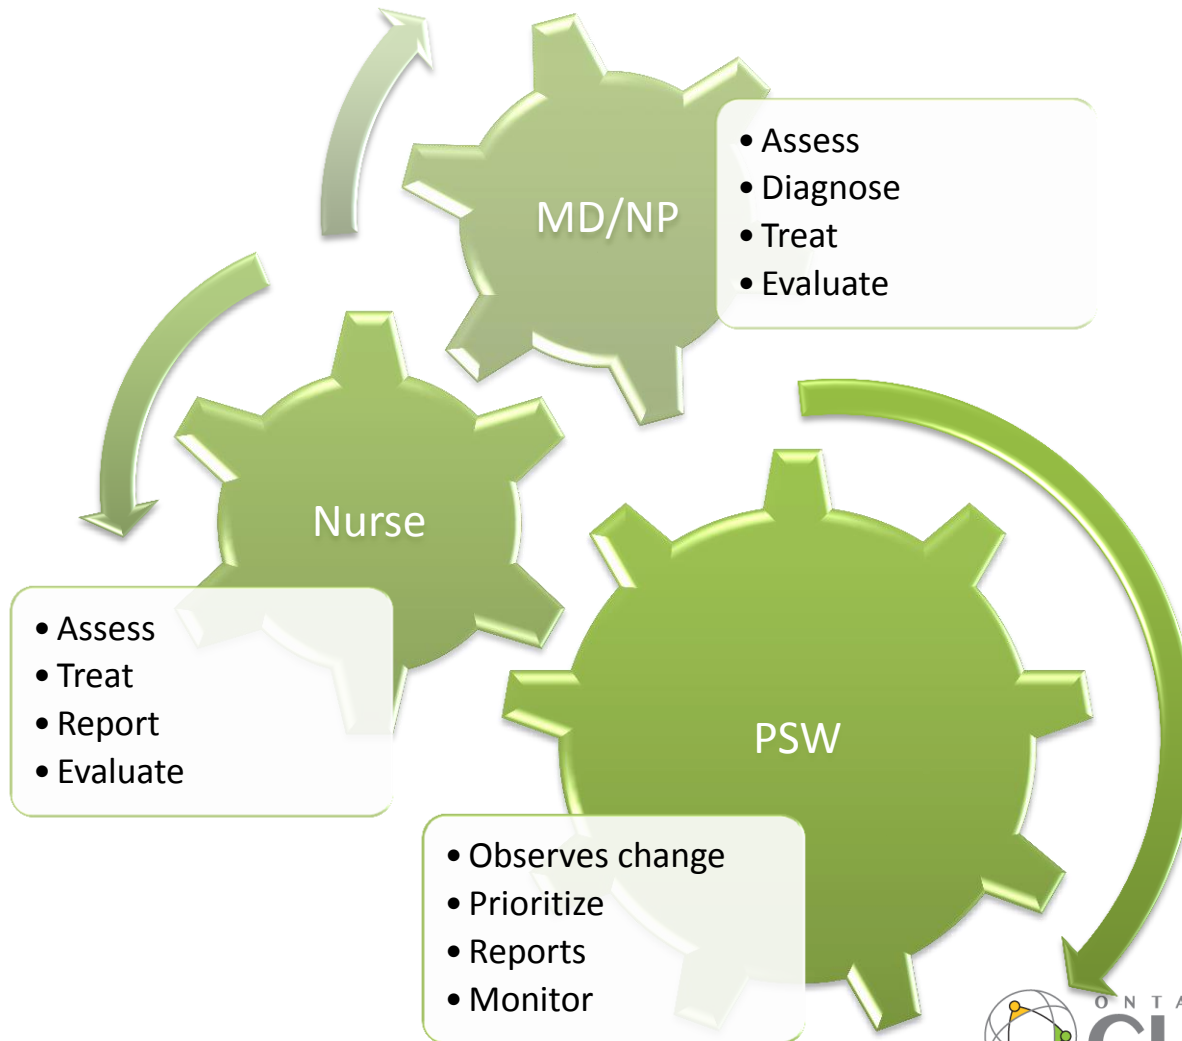 MD/NP
• Assess
• Diagnose
• Treat
• Evaluate
Nurse
• Assess
• Treat
• Report
• Evaluate
PSW
• Observes change
• Prioritize
• Reports
• Monitor